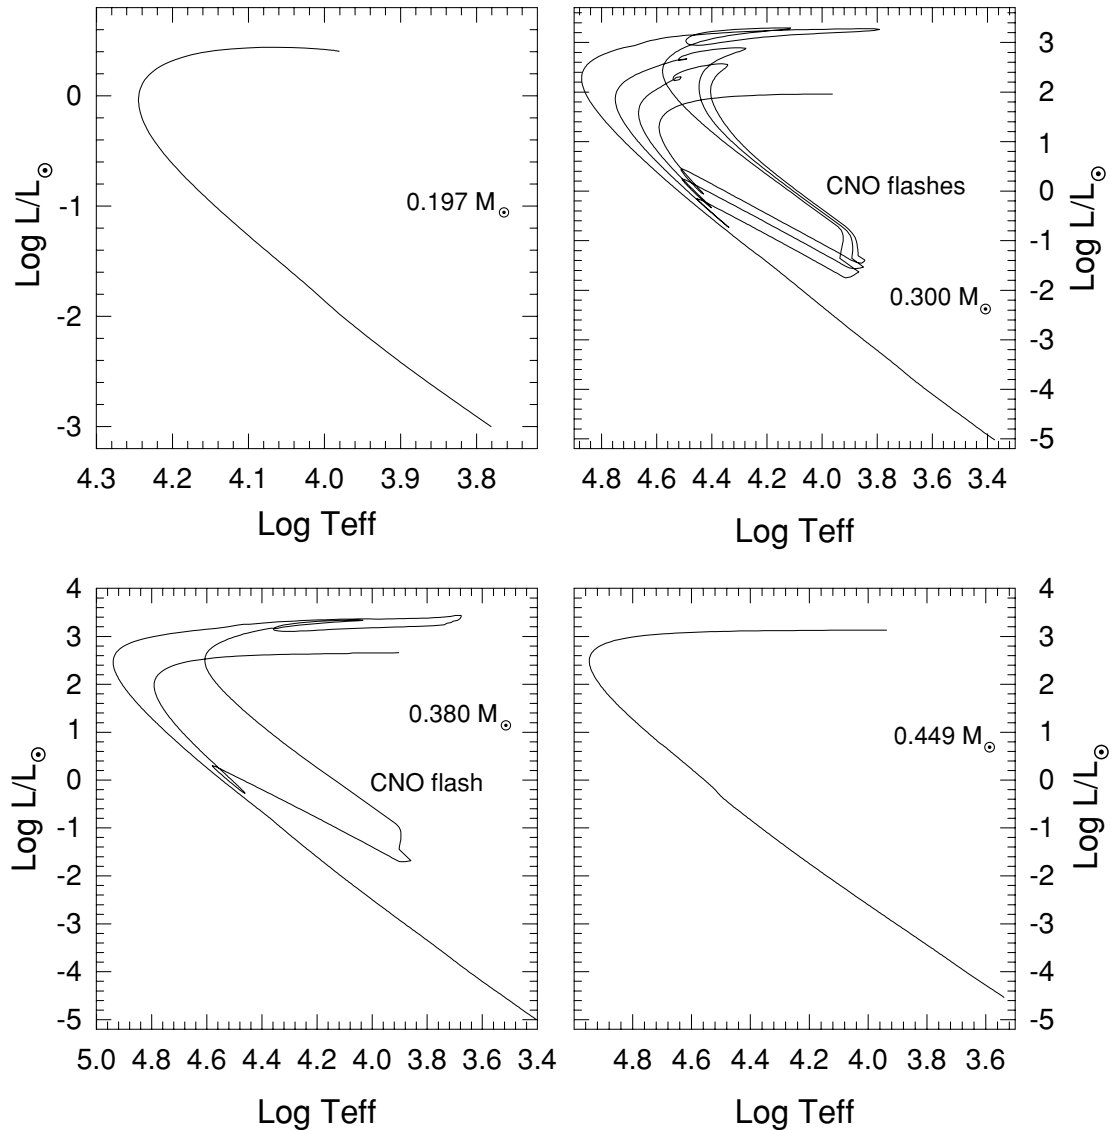 0
-1
-2
-3
Log L/L☉
0.197 M☉
4.3 4.2 4.1 4.0 3.9 3.8
Log Teff
3
2
1
0
-1
-2
-3
-4
-5
Log L/L☉
CNO flashes
0.300 M☉
4.8 4.6 4.4 4.2 4.0 3.8 3.6 3.4
Log Teff
4
3
2
1
0
-1
-2
-3
-4
-5
Log L/L☉
0.380 M☉
CNO flash
5.0 4.8 4.6 4.4 4.2 4.0 3.8 3.6 3.4
Log Teff
4
3
2
1
0
-1
-2
-3
-4
-5
Log L/L☉
0.449 M☉
4.8 4.6 4.4 4.2 4.0 3.8 3.6
Log Teff